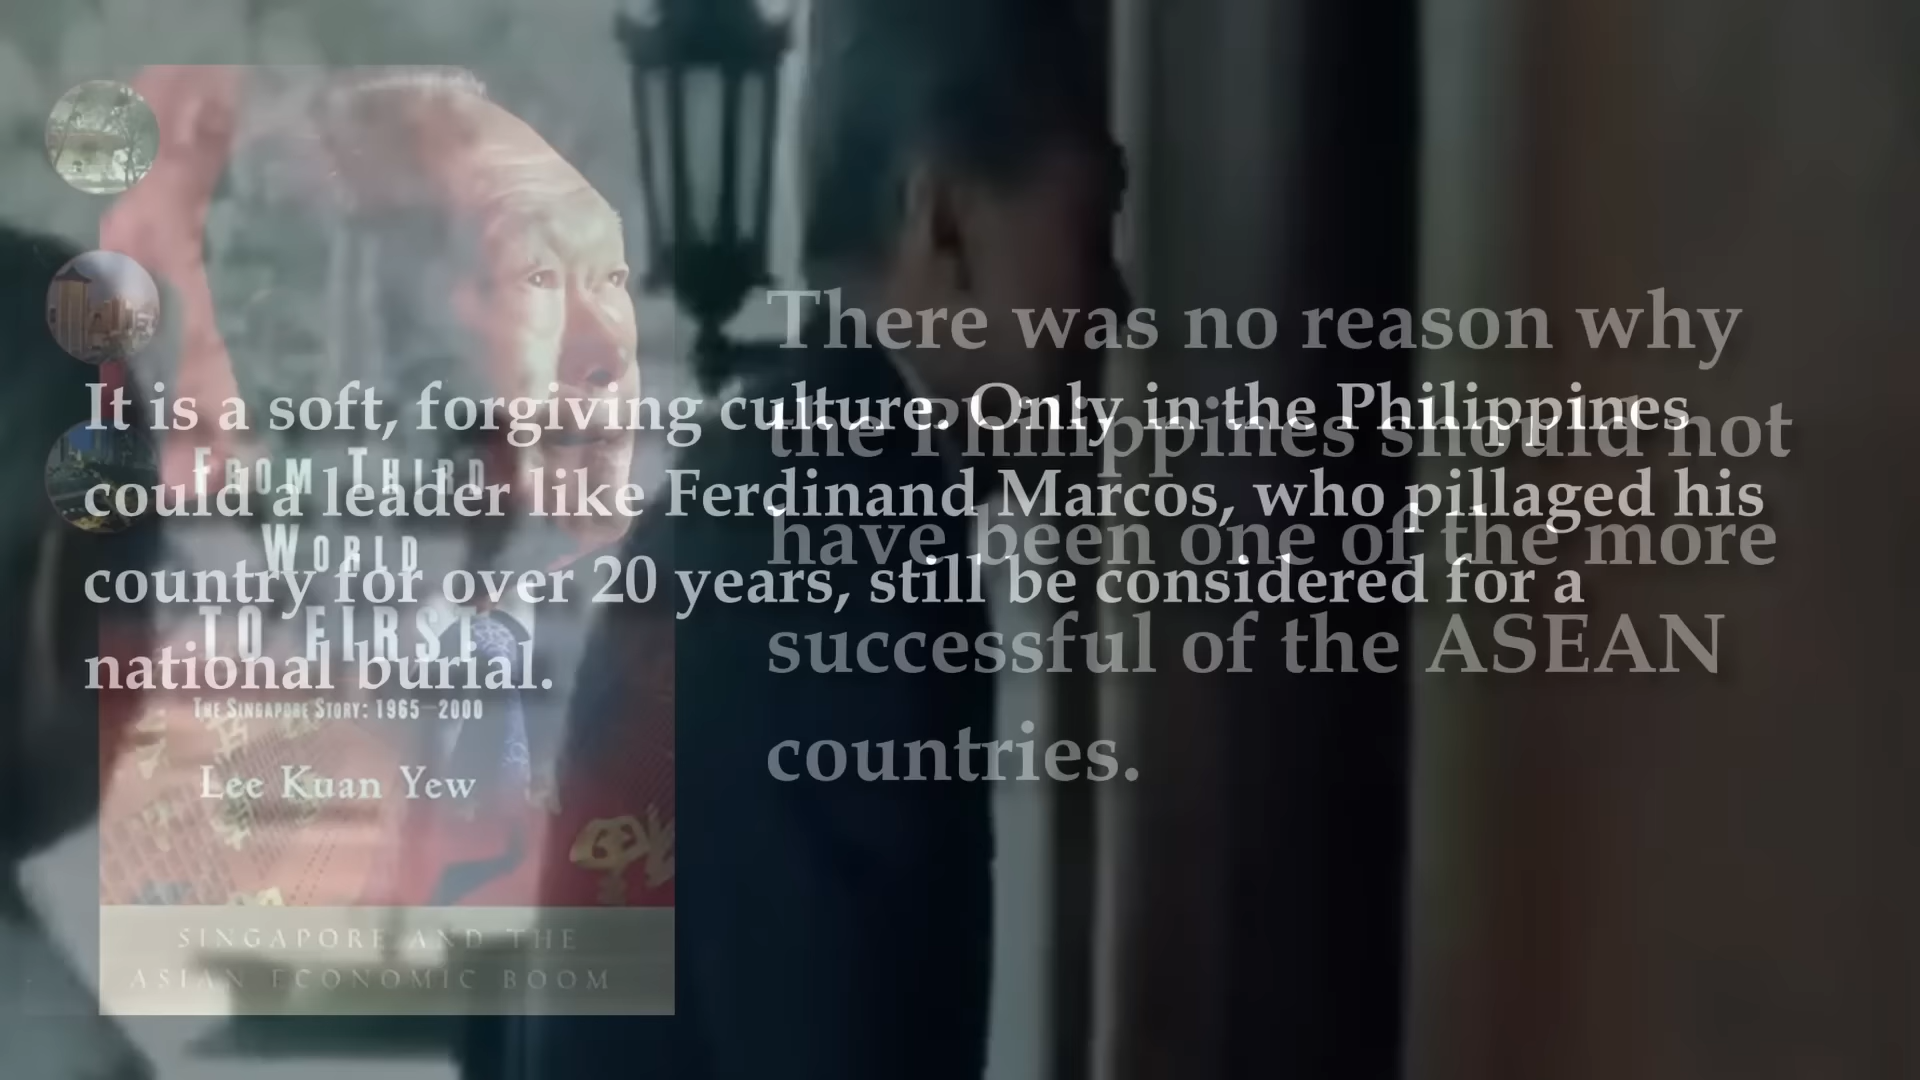 There was no reason why
the Philippines should not
have been one of the more
successful of the ASEAN
countries.
It is a soft, forgiving culture. Only in the Philippines
could a leader like Ferdinand Marcos, who pillaged his
country for over 20 years, still be considered for a
national burial.
FROM THIRD
WORLD
TO FIRST
THE SINGAPORE STORY: 1965–2000
Lee Kuan Yew
SINGAPORE AND THE
ASIAN ECONOMIC BOOM